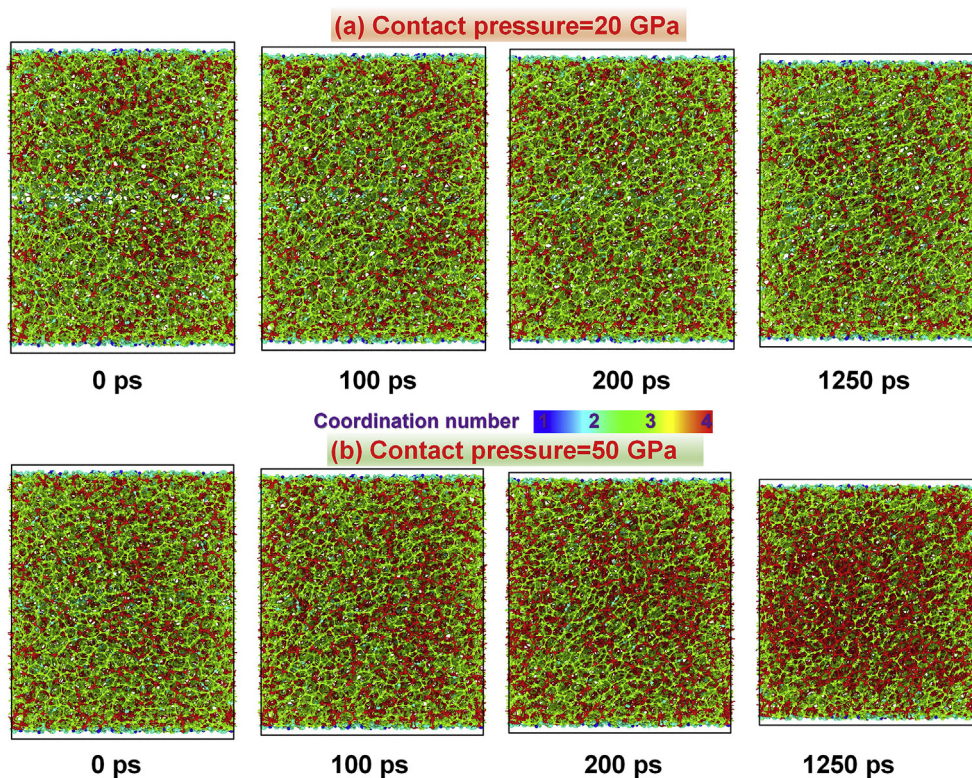 (a) Contact pressure=20 GPa
0 ps
100 ps
200 ps
1250 ps
Coordination number 1 2 3 4
(b) Contact pressure=50 GPa
0 ps
100 ps
200 ps
1250 ps